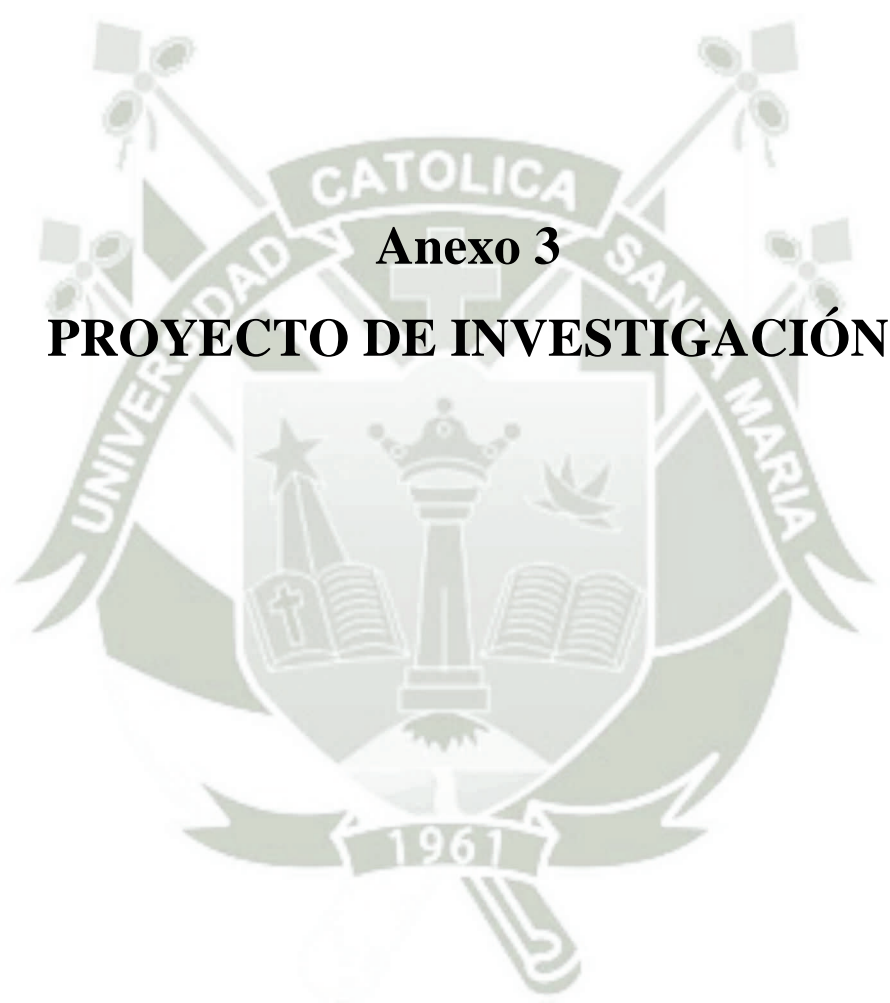 CATOLICA
Anexo 3
UNIVERSIDAD
SANTA MARIA
PROYECTO DE INVESTIGACIÓN
1961